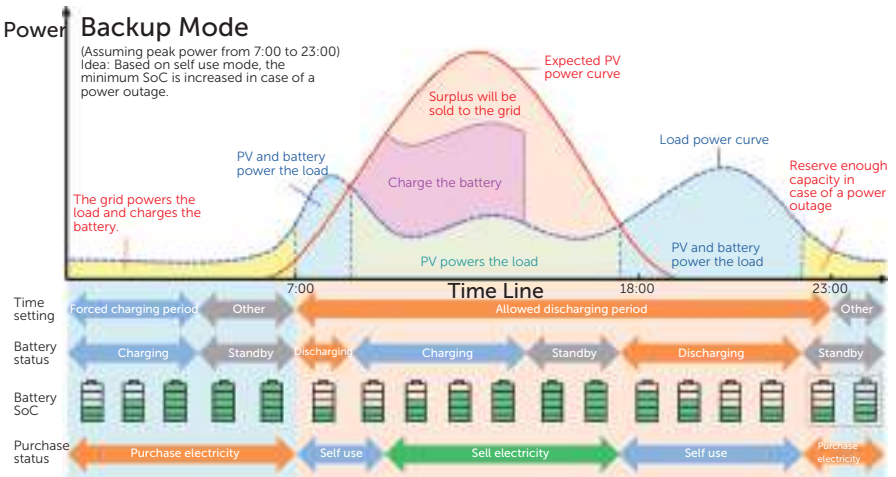 Power
Backup Mode
(Assuming peak power from 7:00 to 23:00)
Idea: Based on self use mode, the
minimum SoC is increased in case of a
power outage.
Expected PV
power curve
Surplus will be
sold to the grid
Load power curve
PV and battery
power the load
Reserve enough
capacity in
case of a power
outage
Charge the battery
The grid powers the
load and charges the
battery.
PV powers the load
PV and battery
power the load
7:00
Time Line
18:00
23:00
Time
setting
Forced charging period
Other
Allowed discharging period
Other
Battery
status
Charging
Standby
Discharging
Charging
Standby
Discharging
Standby
Battery
SoC
Purchase
status
Purchase electricity
Self use
Sell electricity
Self use
Purchase
electricity